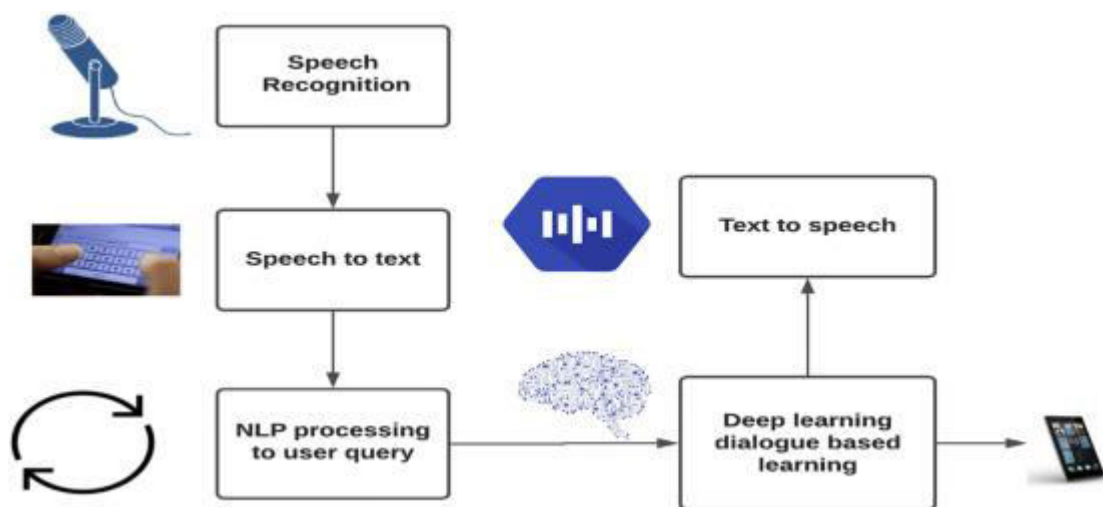 Speech
Recognition
Speech to text
Text to speech
NLP processing
to user query
Deep learning
dialogue based
learning